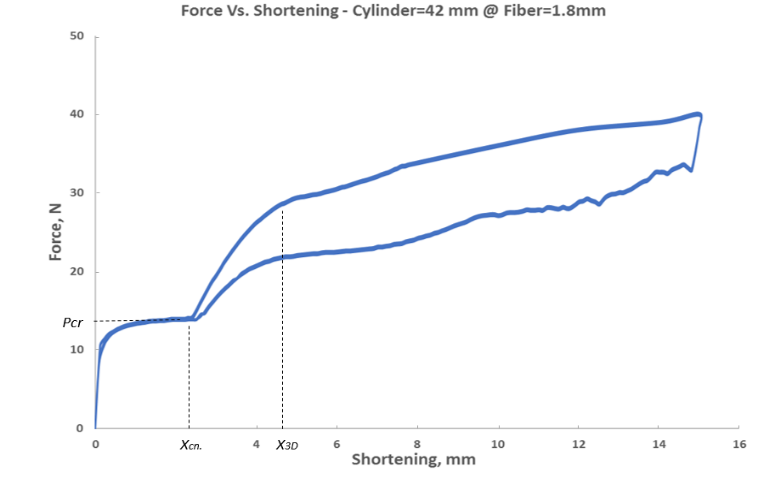 Force Vs. Shortening - Cylinder=42 mm @ Fiber=1.8mm
50
40
30
20
Pcr
10
0
Force, N
0 Xcn. 4 X3D 6 8 10 12 14 16
Shortening, mm